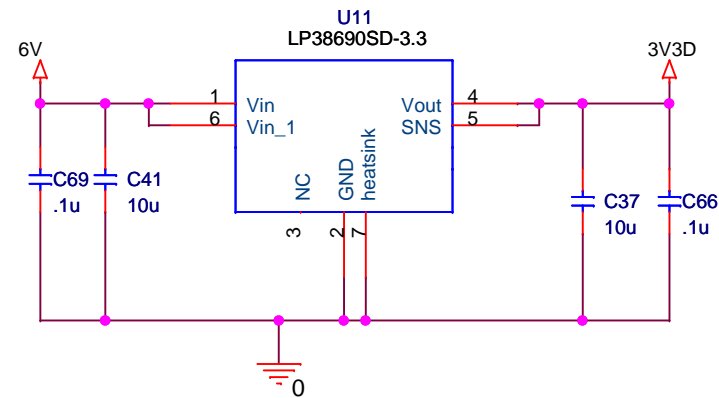 U11
LP38690SD-3.3
6V
3V3D
1
Vin
Vout
4
6
Vin_1
SNS
5
NC
GND
heatsink
3
2
7
C69
.1u
C41
10u
C37
10u
C66
.1u
0